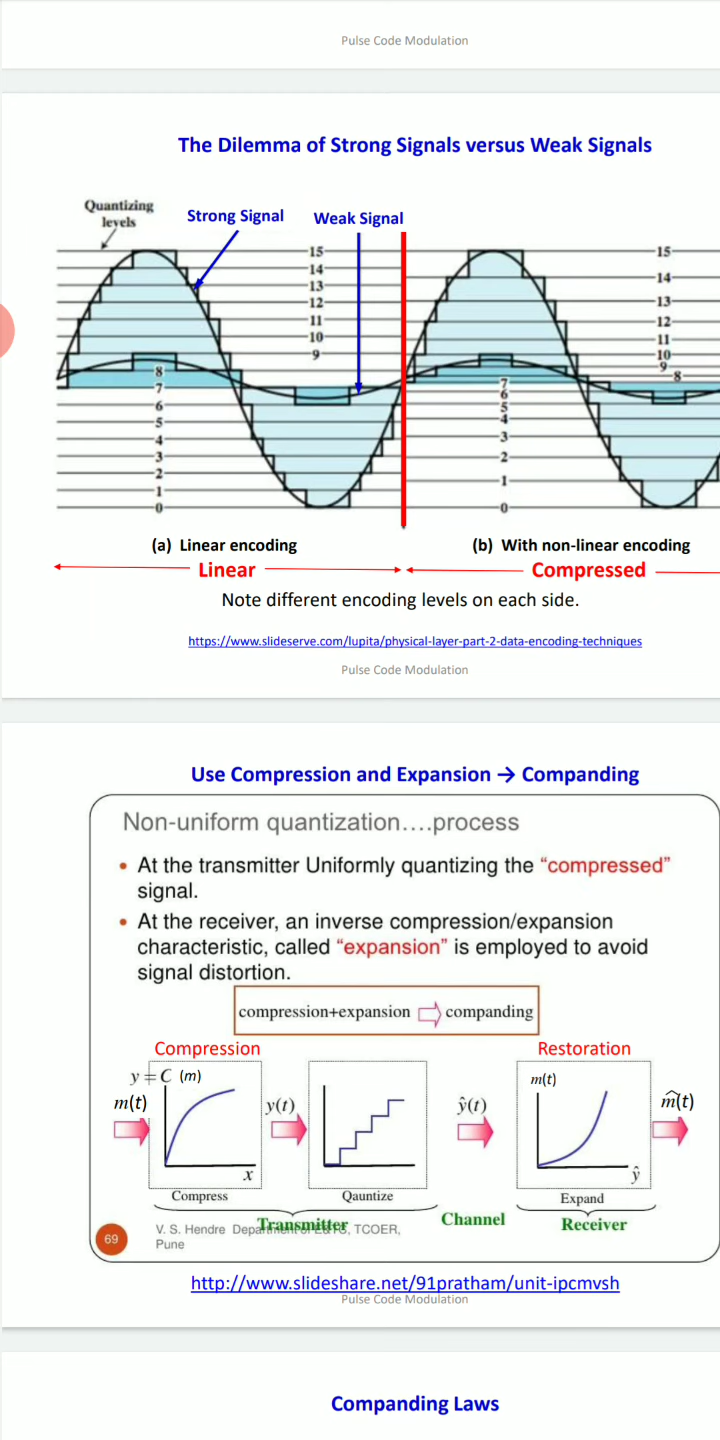 Pulse Code Modulation
The Dilemma of Strong Signals versus Weak Signals
Quantizing
levels
Strong Signal
Weak Signal
15
14
13
12
11
10
9
8
7
6
5
4
3
2
1
0
15
14
13
12
11
10
9
8
7
6
5
4
3
2
1
0
(a) Linear encoding
(b) With non-linear encoding
Linear
Compressed
Note different encoding levels on each side.
https://www.slideserve.com/lupita/physical-layer-part-2-data-encoding-techniques
Pulse Code Modulation
Use Compression and Expansion → Companding
Non-uniform quantization....process
• At the transmitter Uniformly quantizing the “compressed”
signal.
• At the receiver, an inverse compression/expansion
characteristic, called “expansion” is employed to avoid
signal distortion.
compression+expansion ⇨ companding
Compression
Restoration
y = C (m)
m(t)
m(t)
y(t)
ŷ(t)
m̂(t)
x
ŷ
Compress
Qauntize
Expand
Transmitter
Channel
Receiver
69
V. S. Hendre Department of E&TC, TCOER,
Pune
http://www.slideshare.net/91pratham/unit-ipcmvsh
Pulse Code Modulation
Companding Laws